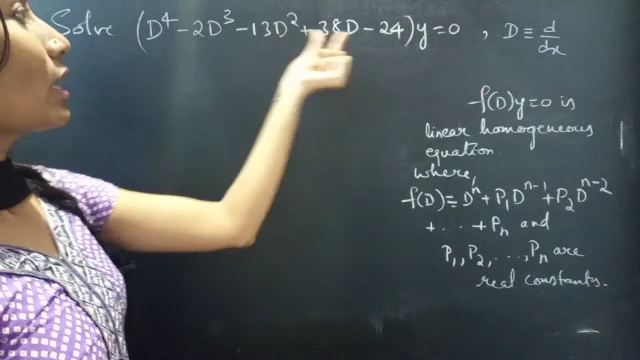 Solve (D⁴ - 2D³ - 13D² + 38D - 24)y = 0 , D ≡ d/dx
f(D)y = 0 is
linear homogeneous
equation
where,
f(D) ≡ Dⁿ + P₁Dⁿ⁻¹ + P₂Dⁿ⁻²
+ ... + Pₙ and
P₁, P₂, ..., Pₙ are
real constants.